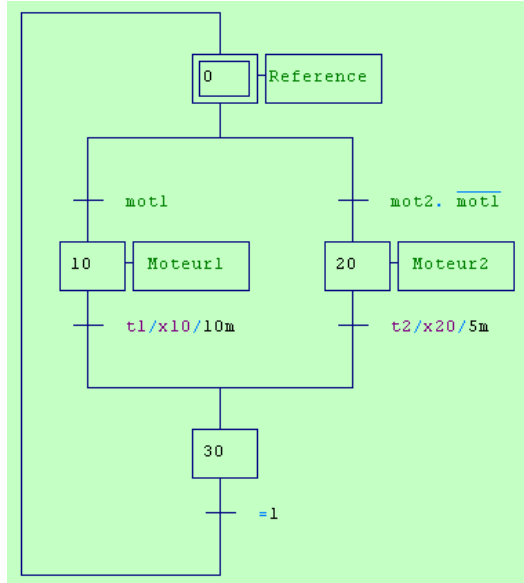 0 Reference
mot1 mot2. mot1
10 Moteur1 20 Moteur2
t1/x10/10m t2/x20/5m
30
=1